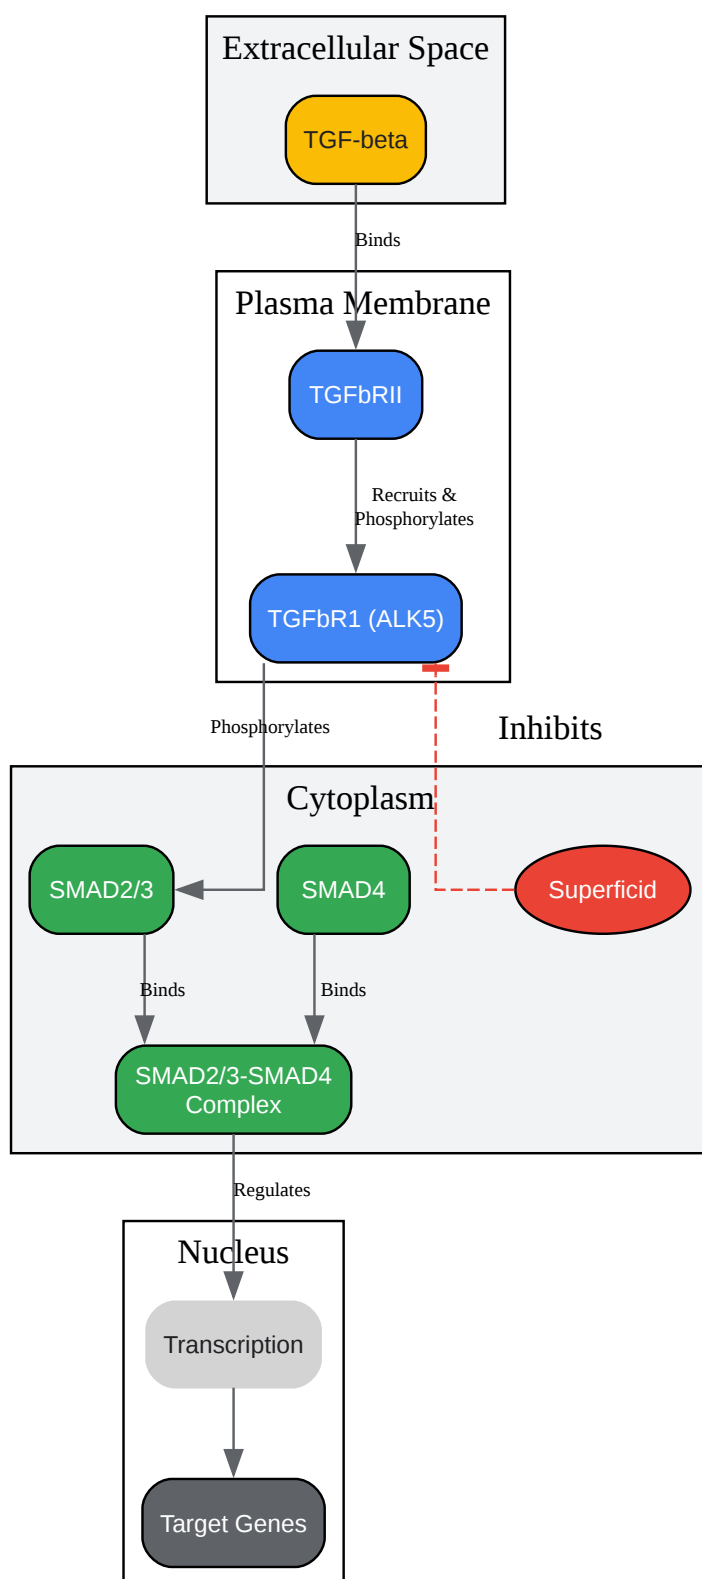 Extracellular Space
TGF-beta
Binds
Plasma Membrane
TGFbRII
Recruits &
Phosphorylates
TGFbR1 (ALK5)
Phosphorylates
Inhibits
Cytoplasm
SMAD2/3
SMAD4
Superficid
Binds
Binds
SMAD2/3-SMAD4
Complex
Regulates
Nucleus
Transcription
Target Genes